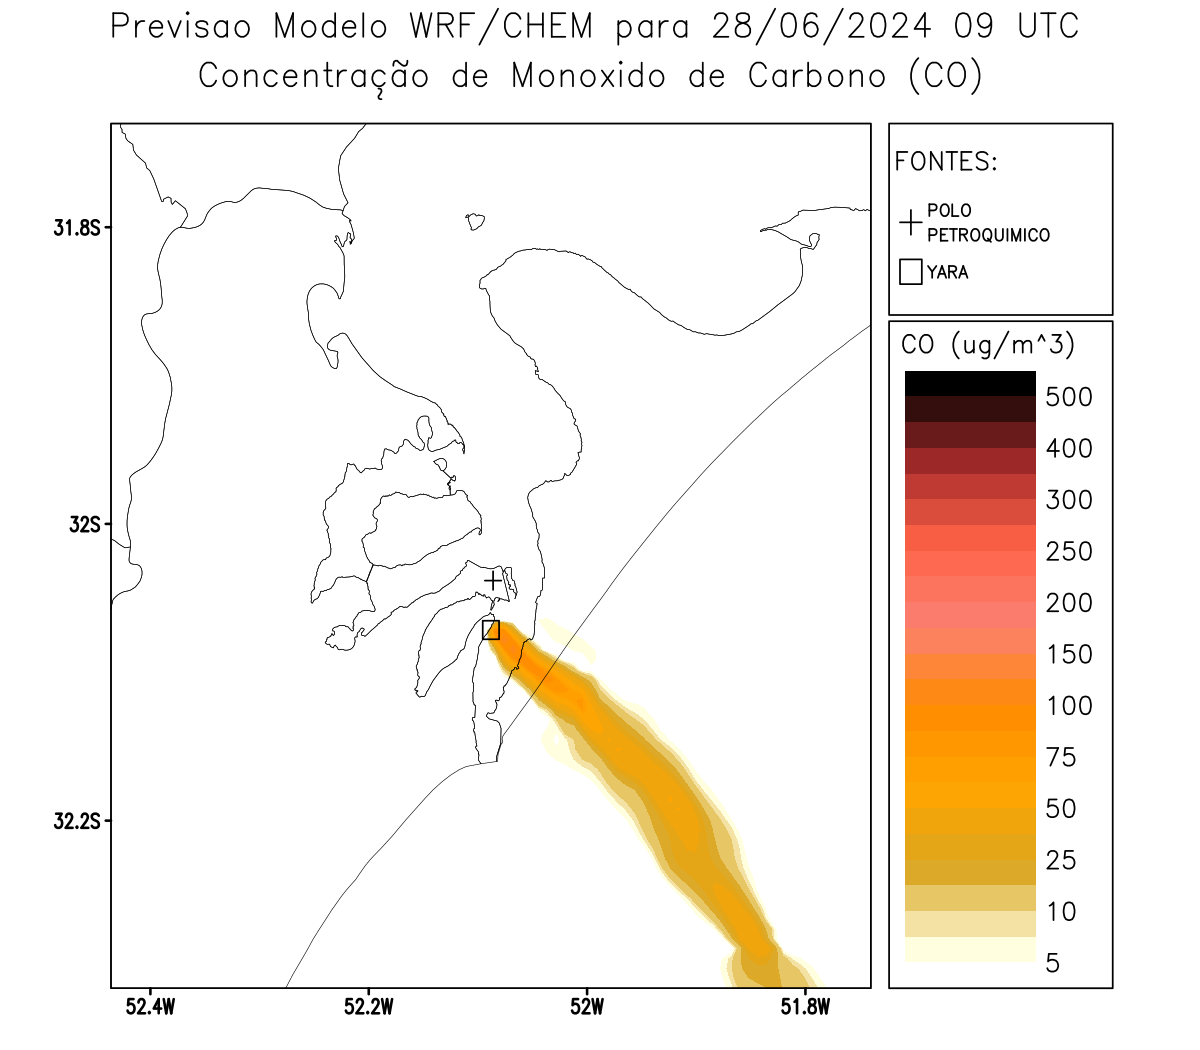 Previsao Modelo WRF/CHEM para 28/06/2024 09 UTC
Concentração de Monoxido de Carbono (CO)
FONTES:
POLO
PETROQUIMICO
YARA
CO (ug/m^3)
500
400
300
250
200
150
100
75
50
25
10
5
31.8S
32S
32.2S
52.4W
52.2W
52W
51.8W